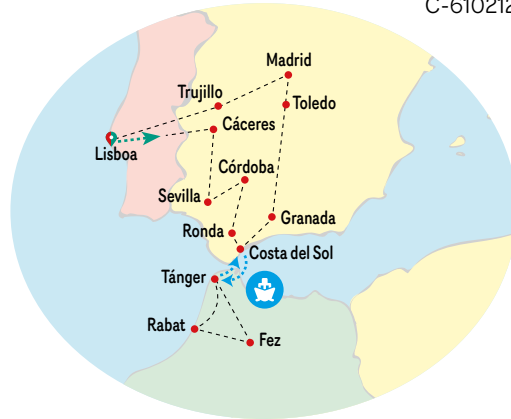 C-610212
Madrid
Trujillo
Toledo
Cáceres
Lisboa
Córdoba
Sevilla
Granada
Ronda
Costa del Sol
Tánger
Rabat
Fez